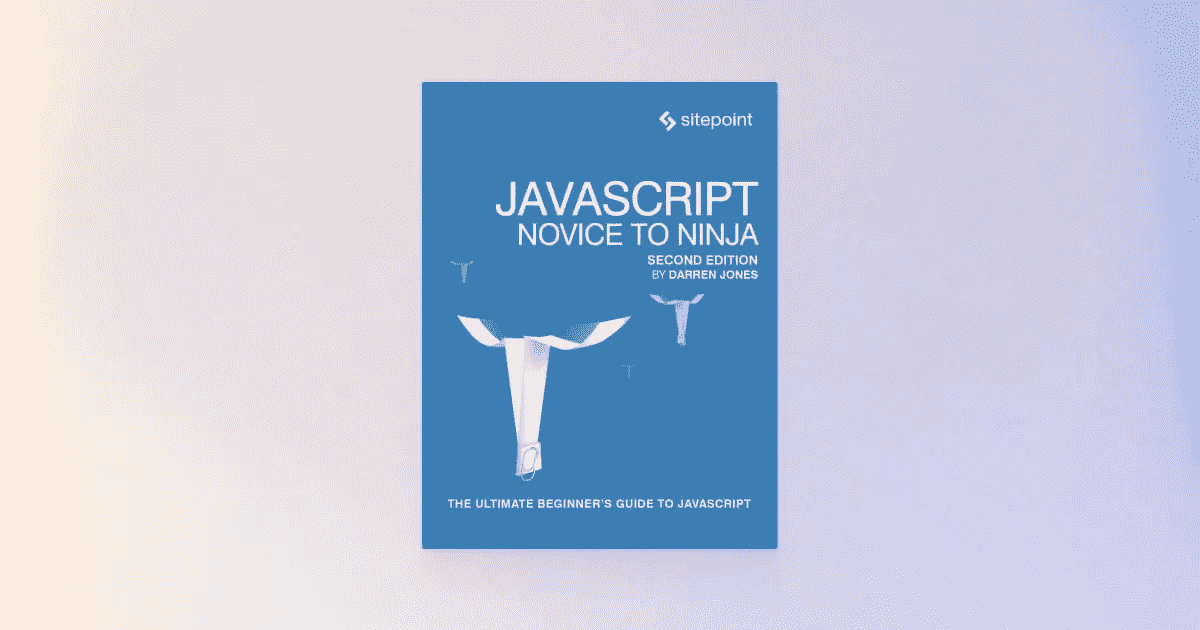 sitepoint
JAVASCRIPT
NOVICE TO NINJA
SECOND EDITION
BY DARREN JONES
THE ULTIMATE BEGINNER'S GUIDE TO JAVASCRIPT